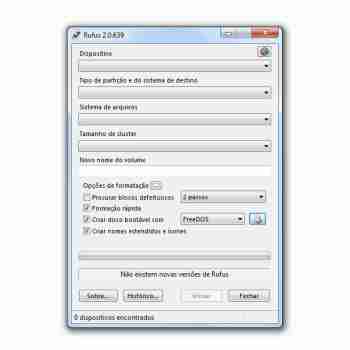 Rufus 2.0.639
Dispositivo
Tipo de partição e do sistema de destino
Sistema de arquivos
Tamanho de cluster
Novo nome do volume
Opções de formatação
Procurar blocos defeituosos
2 passos
Formatação rápida
Criar disco bootável com
FreeDOS
Criar nomes estendidos e ícones
Não existem novas versões de Rufus
Sobre...
Histórico...
Iniciar
Fechar
0 dispositivos encontrados